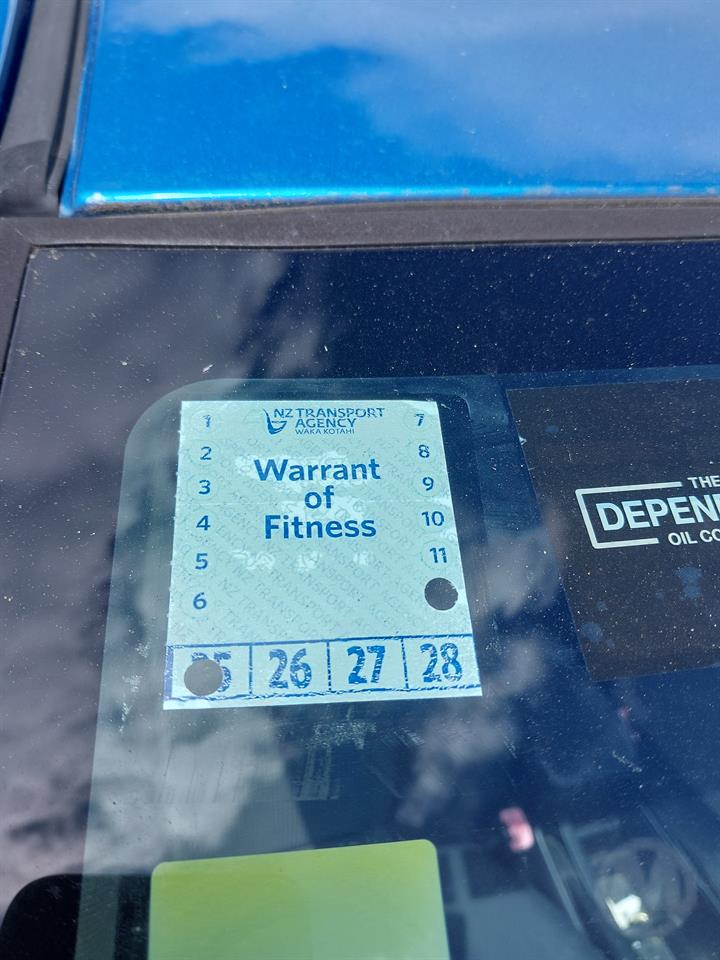 NZ TRANSPORT
AGENCY
WAKA KOTAHI
1
7
2
8
3
9
4
10
5
11
6
Warrant
of
Fitness
26 27 28
THE
DEPEN
OIL CO